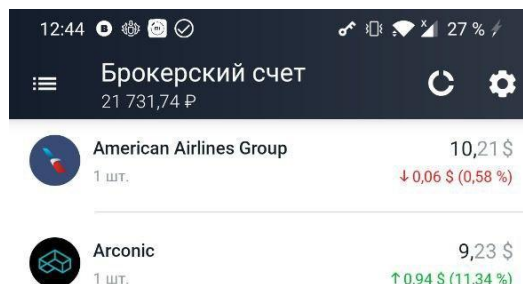 12:44 27 %
Брокерский счет
21 731,74 ₽
American Airlines Group 10,21 $
1 шт. ↓ 0,06 $ (0,58 %)
Arconic 9,23 $
1 шт. ↑ 0,94 $ (11,34 %)